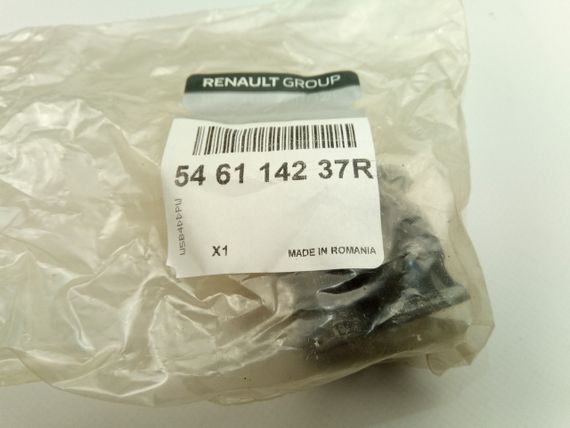 RENAULT GROUP
54 61 142 37R
X1
MADE IN ROMANIA